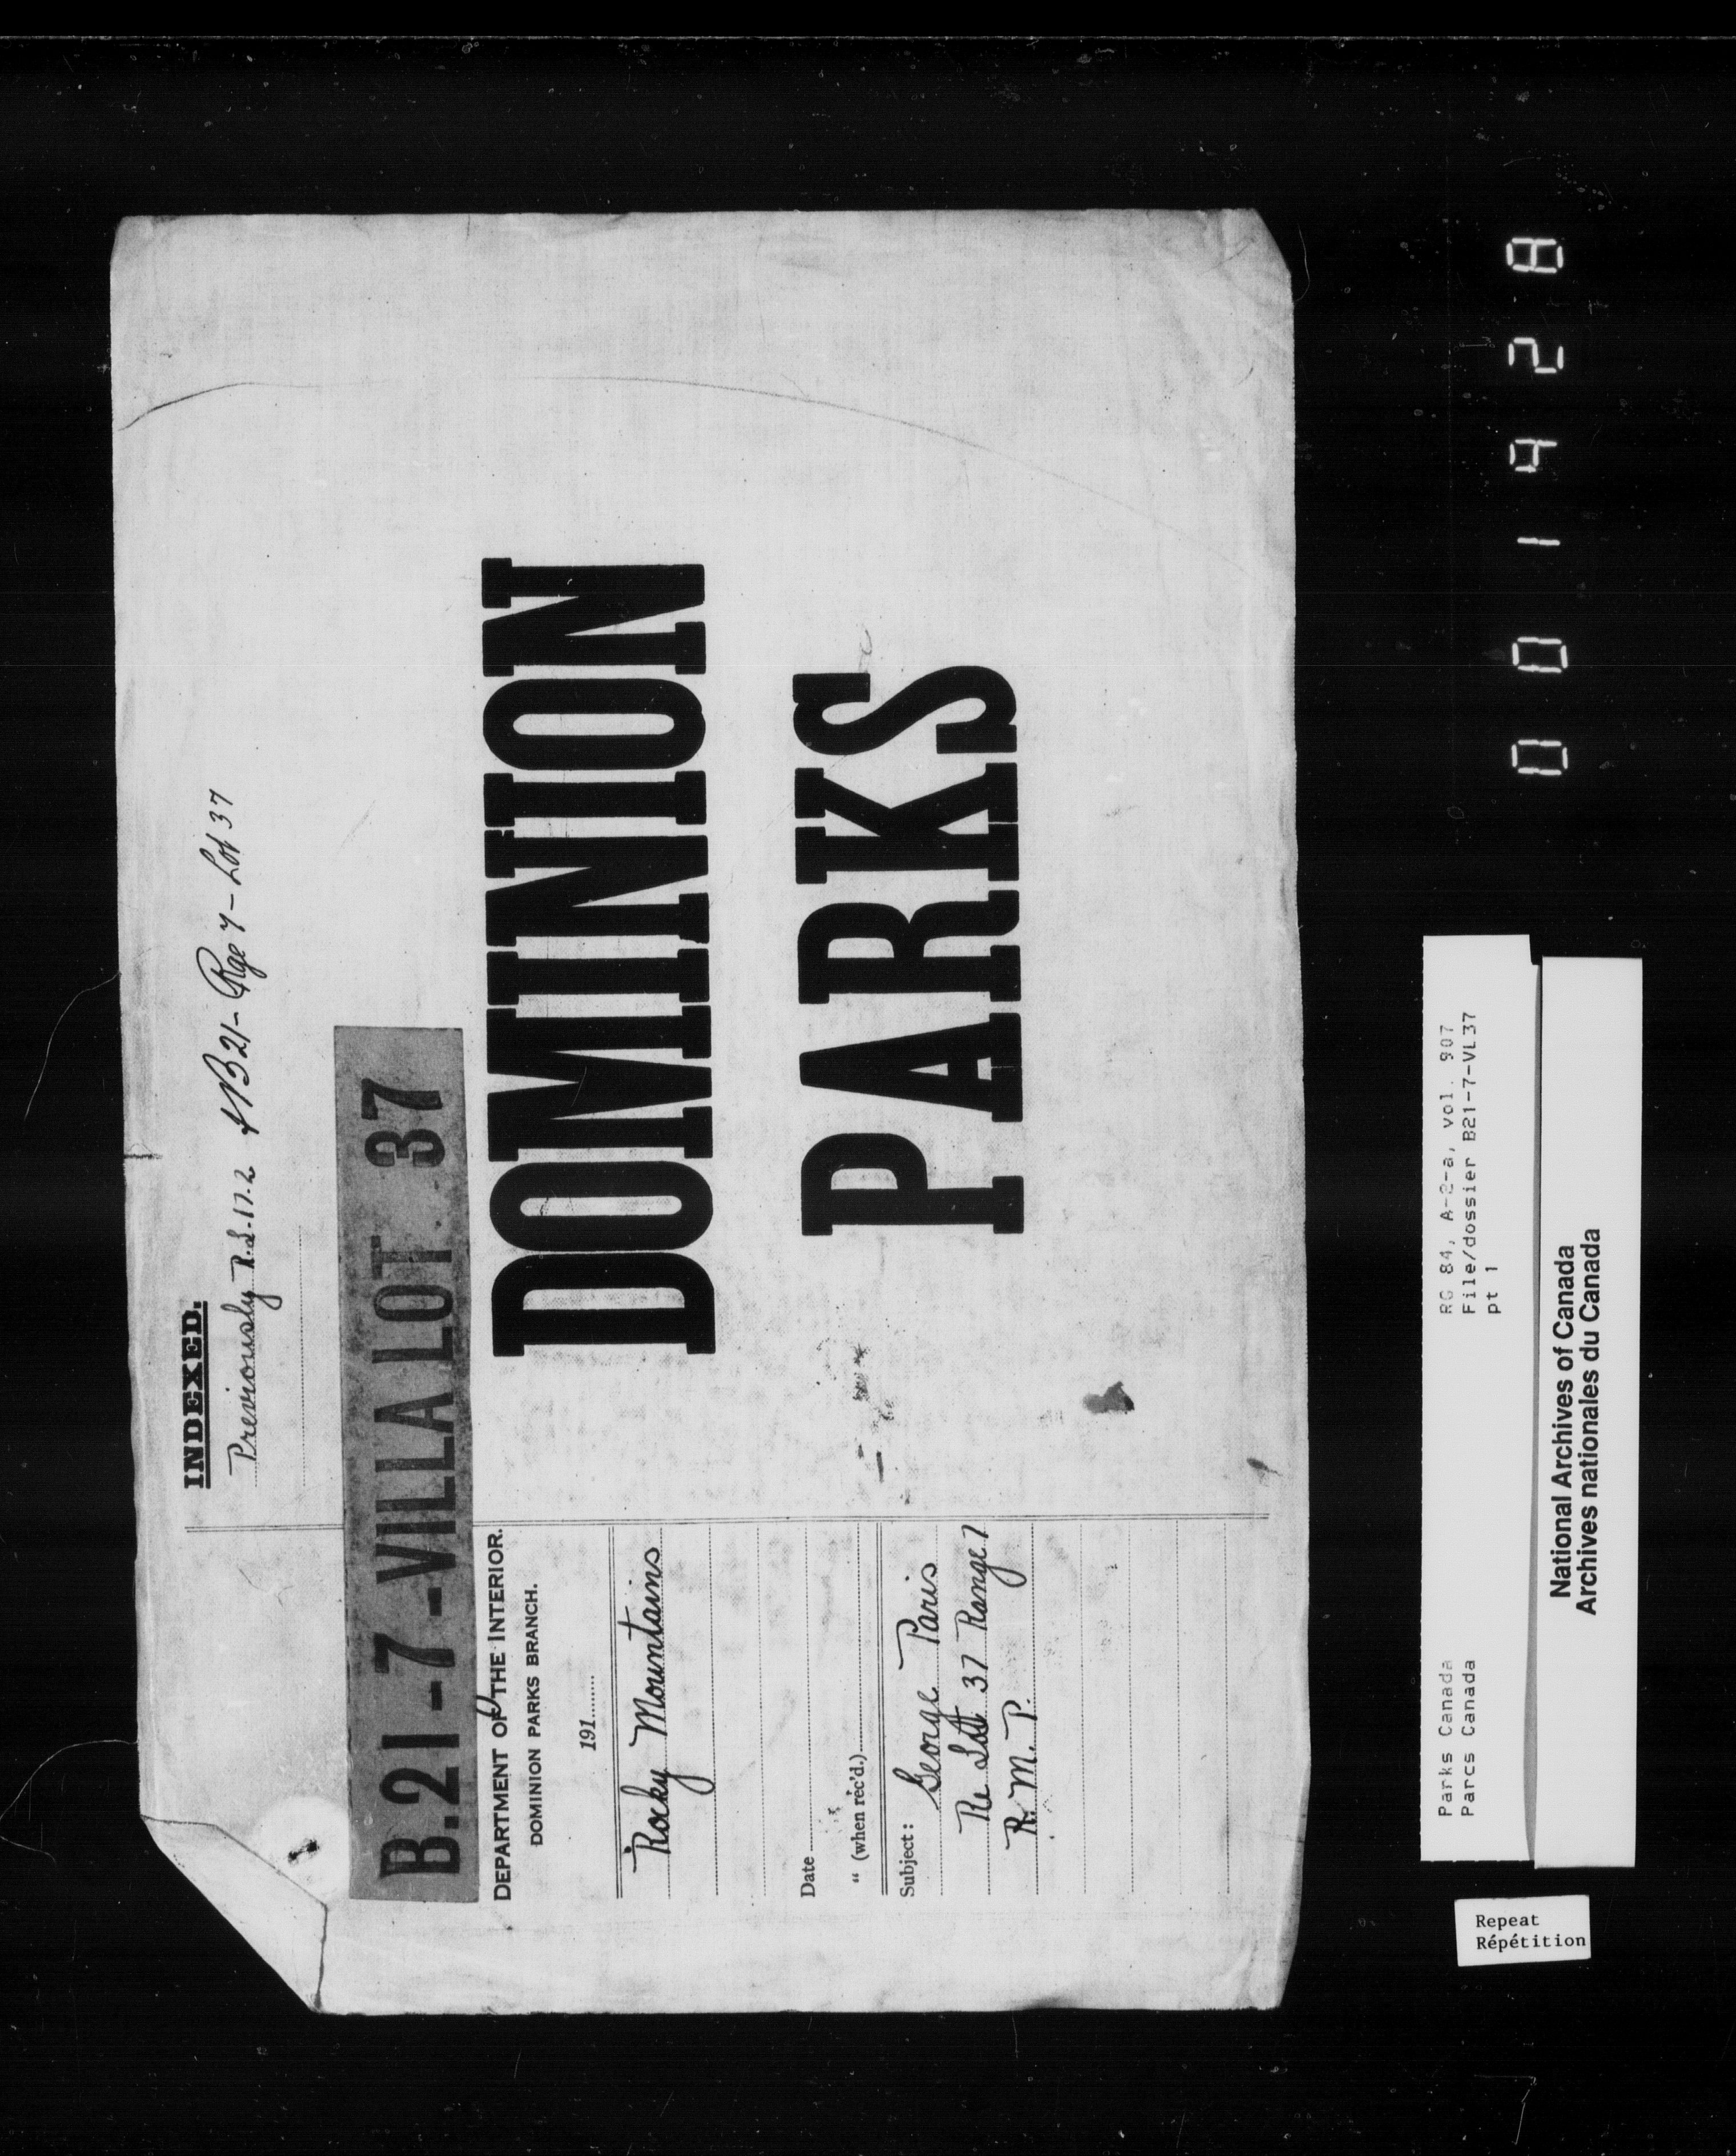 INDEXED.
Previously R.S.17.2 & B21- Rge 7 - Lot 37
B.21-7-VILLA LOT 37
DEPARTMENT OF THE INTERIOR.
DOMINION PARKS BRANCH.
191
Rocky Mountains
Date
" (when rec'd.)
Subject:
George Paris
Re Lot 37 Range 7
R.M.P.
DOMINION
PARKS
001428
Parks Canada
Parcs Canada
RG 84, A-2-a, vol. 907
File/dossier B21-7-VL37
pt 1
National Archives of Canada
Archives nationales du Canada
Repeat
Répétition